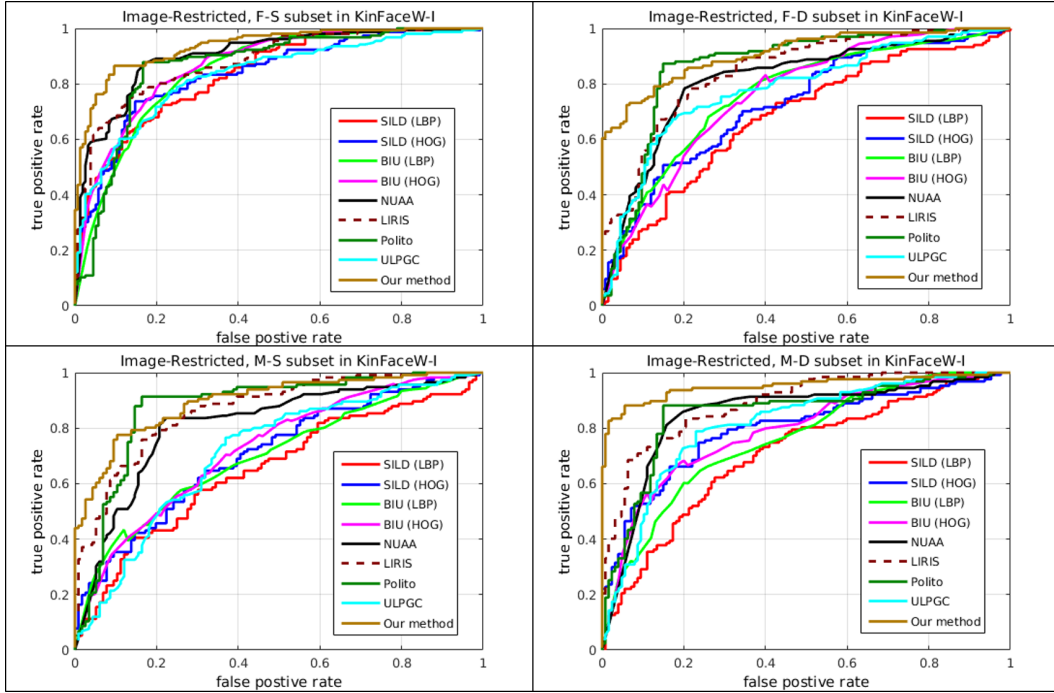 Image-Restricted, F-S subset in KinFaceW-I
true positive rate
1
0.8
0.6
0.4
0.2
0
SILD (LBP)
SILD (HOG)
BIU (LBP)
BIU (HOG)
NUAA
LIRIS
Polito
ULPGC
Our method
0 0.2 0.4 0.6 0.8 1
false postive rate
Image-Restricted, F-D subset in KinFaceW-I
true positive rate
1
0.8
0.6
0.4
0.2
0
SILD (LBP)
SILD (HOG)
BIU (LBP)
BIU (HOG)
NUAA
LIRIS
Polito
ULPGC
Our method
0 0.2 0.4 0.6 0.8 1
false postive rate
Image-Restricted, M-S subset in KinFaceW-I
true positive rate
1
0.8
0.6
0.4
0.2
0
SILD (LBP)
SILD (HOG)
BIU (LBP)
BIU (HOG)
NUAA
LIRIS
Polito
ULPGC
Our method
0 0.2 0.4 0.6 0.8 1
false postive rate
Image-Restricted, M-D subset in KinFaceW-I
true positive rate
1
0.8
0.6
0.4
0.2
0
SILD (LBP)
SILD (HOG)
BIU (LBP)
BIU (HOG)
NUAA
LIRIS
Polito
ULPGC
Our method
0 0.2 0.4 0.6 0.8 1
false postive rate